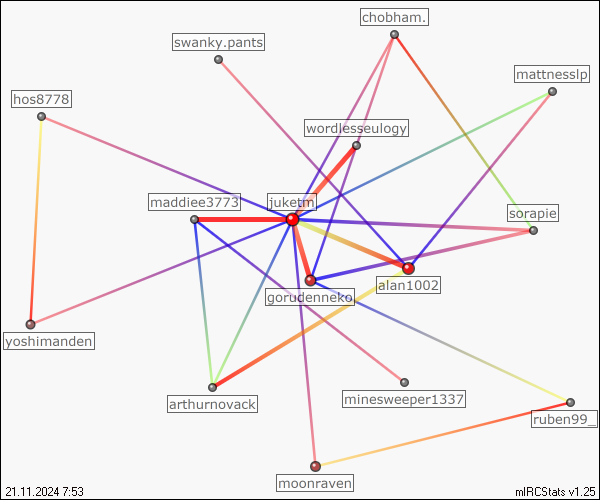 chobham.
swanky.pants
mattnesslp
hos8778
wordlesseulogy
maddiee3773
juketm
sorapie
alan1002
gorudenneko
yoshimanden
minesweeper1337
arthurnovack
ruben99_
moonraven
21.11.2024 7:53
mIRCStats v1.25